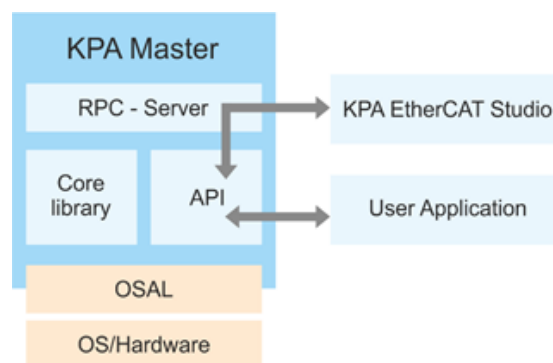 KPA Master
RPC - Server
KPA EtherCAT Studio
Core
library
API
User Application
OSAL
OS/Hardware